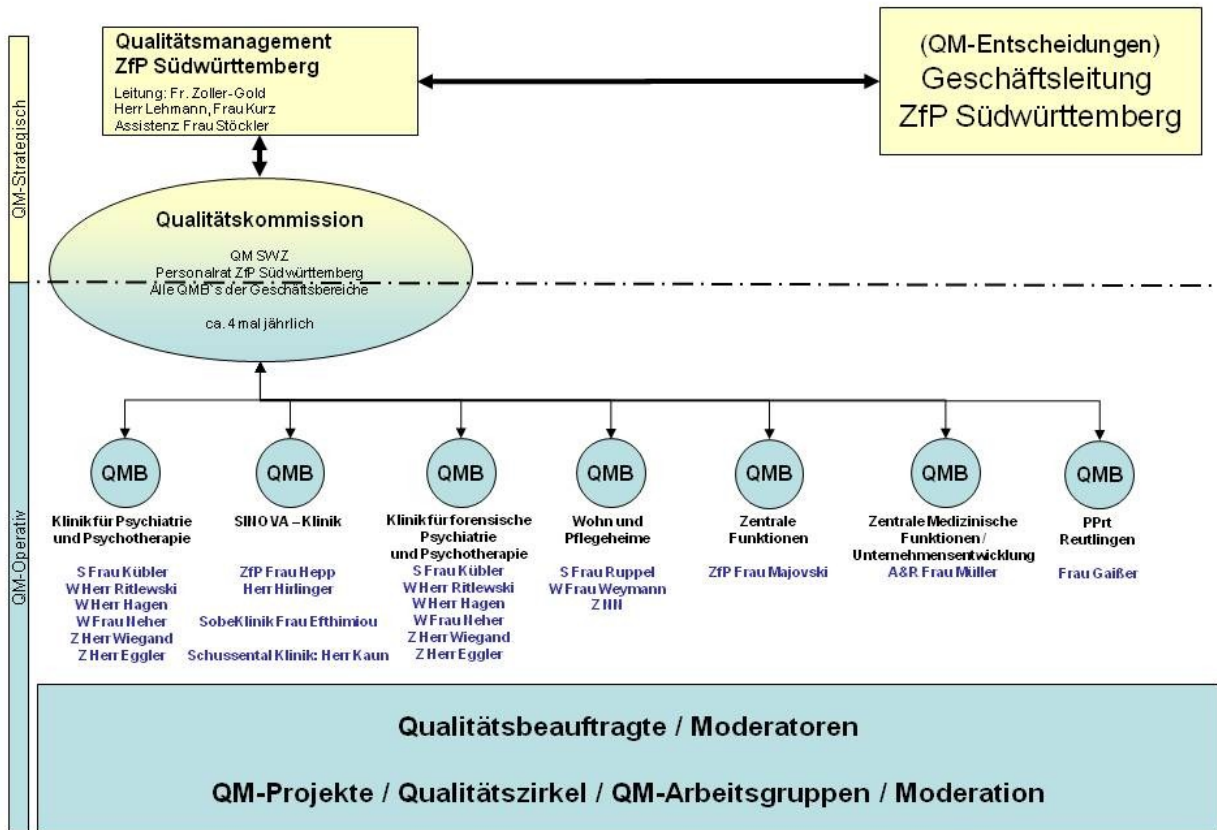 QM-Strategisch
Qualitätsmanagement
ZfP Südwürttemberg
Leitung: Fr. Zoller-Gold
Herr Lehmann, Frau Kurz
Assistenz Frau Stöckler
(QM-Entscheidungen)
Geschäftsleitung
ZfP Südwürttemberg
Qualitätskommission
QM SWZ
Personalrat ZfP Südwürttemberg
Alle QMB`s der Geschäftsbereiche
ca. 4 mal jährlich
QM-Operativ
QMB
Klinik für Psychiatrie
und Psychotherapie
S Frau Kübler
W Herr Ritlewski
W Herr Hagen
W Frau Neher
Z Herr Wiegand
Z Herr Eggler
QMB
SINOVA – Klinik
ZfP Frau Hepp
Herr Hirlinger
SobeKlinik Frau Efthimiou
Schussental Klinik: Herr Kaun
QMB
Klinik für forensische
Psychiatrie
und Psychotherapie
S Frau Kübler
W Herr Ritlewski
W Herr Hagen
W Frau Neher
Z Herr Wiegand
Z Herr Eggler
QMB
Wohn und
Pflegeheime
S Frau Ruppel
W Frau Weymann
Z NN
QMB
Zentrale
Funktionen
ZfP Frau Majovski
QMB
Zentrale Medizinische
Funktionen /
Unternehmensentwicklung
A&R Frau Müller
QMB
PPrt
Reutlingen
Frau Gaißer
Qualitätsbeauftragte / Moderatoren
QM-Projekte / Qualitätszirkel / QM-Arbeitsgruppen / Moderation